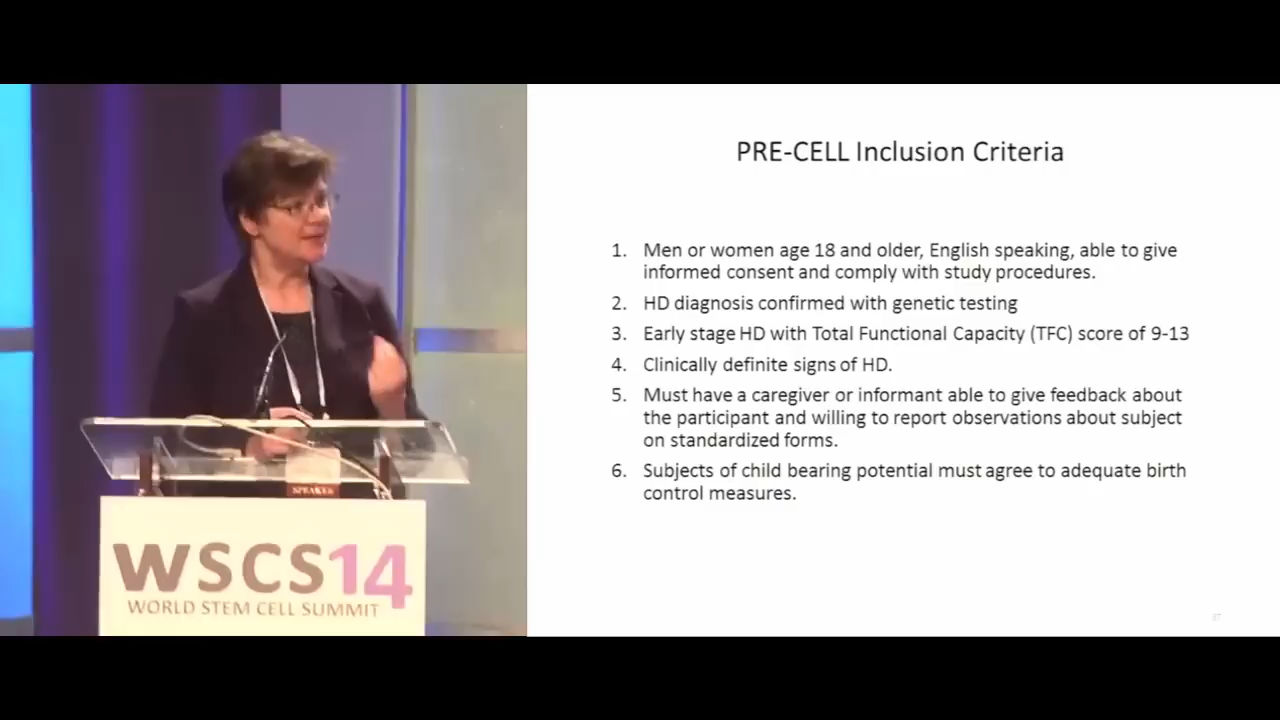 PRE-CELL Inclusion Criteria
1. Men or women age 18 and older, English speaking, able to give
informed consent and comply with study procedures.
2. HD diagnosis confirmed with genetic testing
3. Early stage HD with Total Functional Capacity (TFC) score of 9-13
4. Clinically definite signs of HD.
5. Must have a caregiver or informant able to give feedback about
the participant and willing to report observations about subject
on standardized forms.
6. Subjects of child bearing potential must agree to adequate birth
control measures.
37
SPEAKER
WSCS14
WORLD STEM CELL SUMMIT